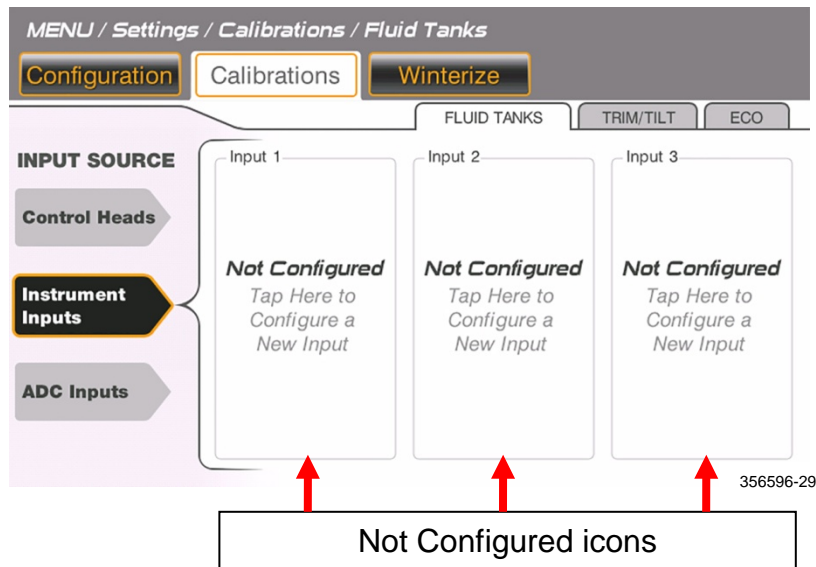 MENU / Settings / Calibrations / Fluid Tanks
Configuration
Calibrations
Winterize
FLUID TANKS
TRIM/TILT
ECO
INPUT SOURCE
Control Heads
Instrument
Inputs
ADC Inputs
Input 1
Not Configured
Tap Here to
Configure a
New Input
Input 2
Not Configured
Tap Here to
Configure a
New Input
Input 3
Not Configured
Tap Here to
Configure a
New Input
356596-29
Not Configured icons